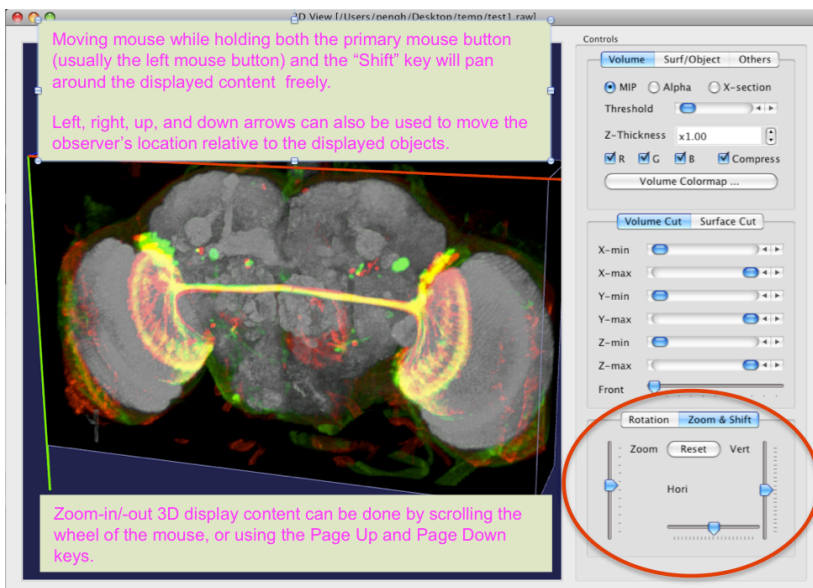 3D View [/Users/pengh/Desktop/temp/test1.raw]
Moving mouse while holding both the primary mouse button
(usually the left mouse button) and the “Shift” key will pan
around the displayed content freely.
Left, right, up, and down arrows can also be used to move the
observer’s location relative to the displayed objects.
Zoom-in/-out 3D display content can be done by scrolling the
wheel of the mouse, or using the Page Up and Page Down
keys.
Controls
Volume Surf/Object Others
MIP Alpha X-section
Threshold
Z-Thickness x1.00
R G B Compress
Volume Colormap ...
Volume Cut Surface Cut
X-min
X-max
Y-min
Y-max
Z-min
Z-max
Front
Rotation Zoom & Shift
Zoom Reset Vert
Hori